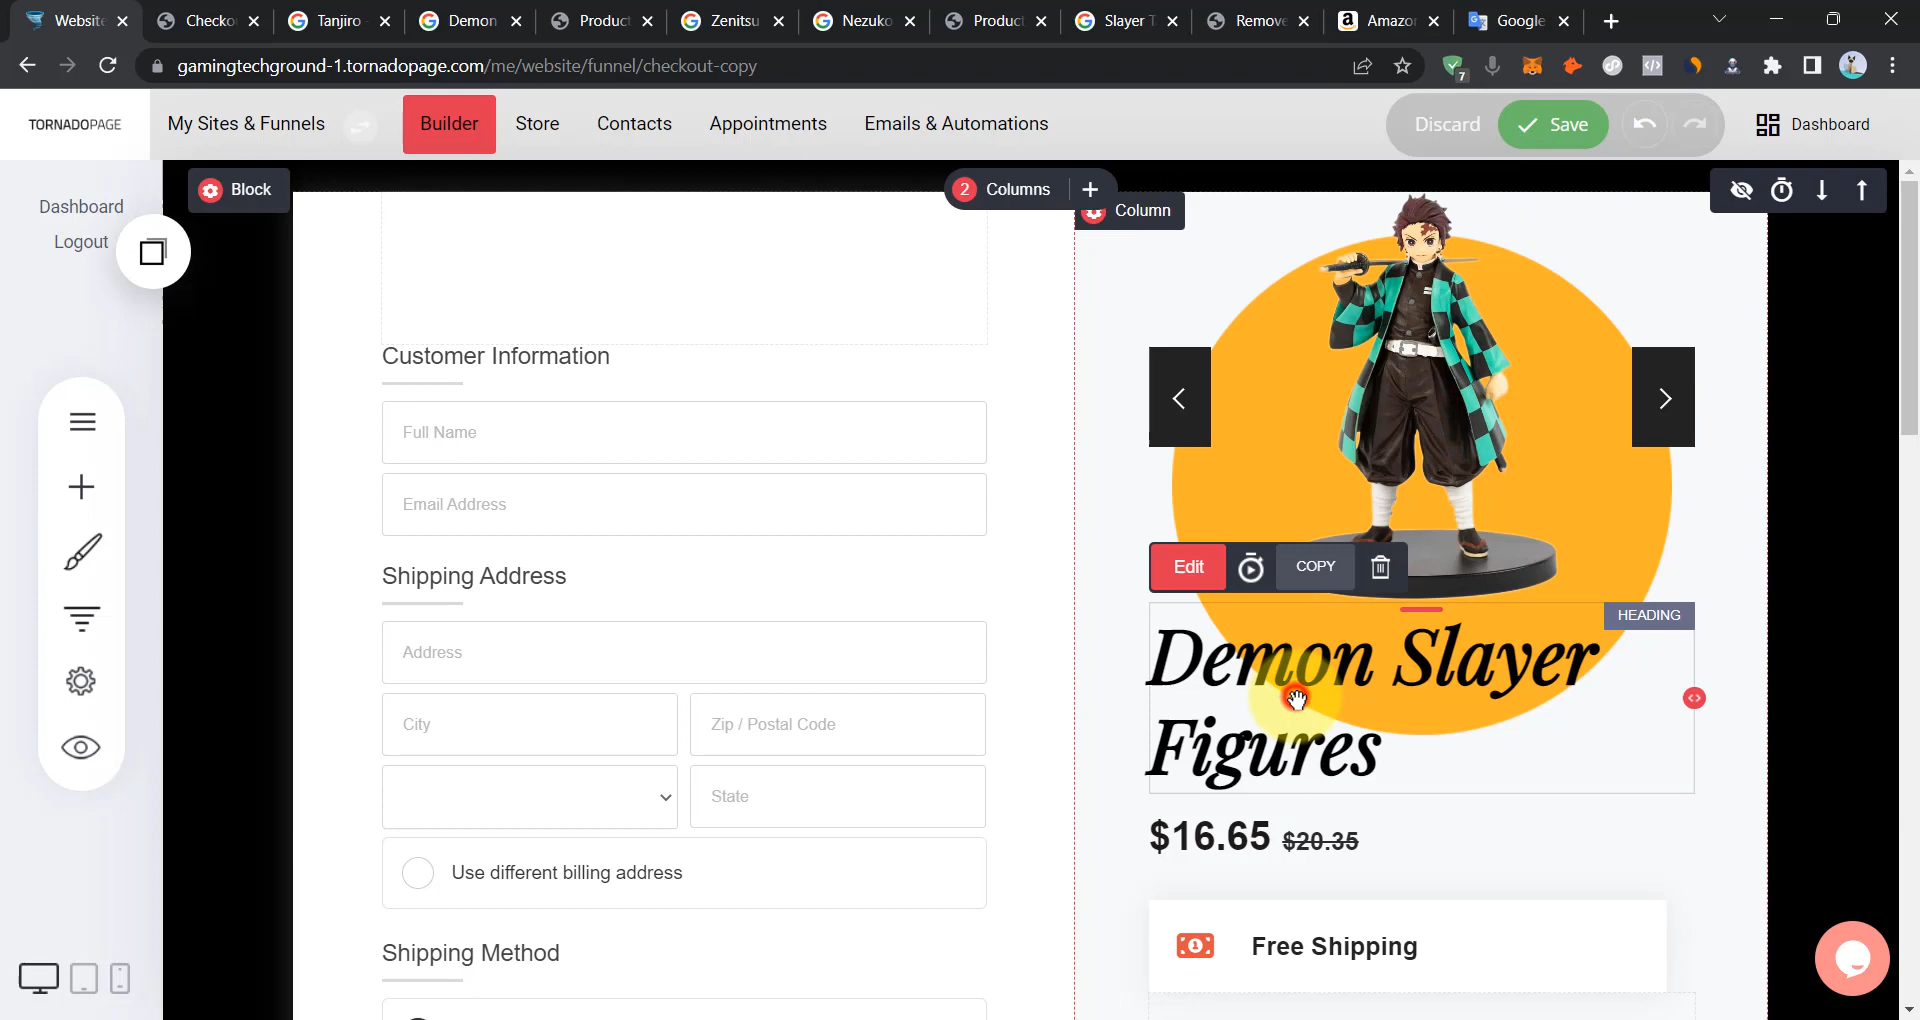 Website
Checko
Tanjiro
Demon
Product
Zenitsu
Nezuko
Product
Slayer T
Remove
Amazon
Google
gamingtechground-1.tornadopage.com/me/website/funnel/checkout-copy
7
TORNADOPAGE
My Sites & Funnels
Builder
Store
Contacts
Appointments
Emails & Automations
Discard
Save
Dashboard
Dashboard
Logout
Block
2 Columns
Column
Customer Information
Full Name
Email Address
Shipping Address
Address
City
Zip / Postal Code
State
Use different billing address
Shipping Method
Edit
COPY
HEADING
Demon Slayer
Figures
$16.65 $20.35
Free Shipping